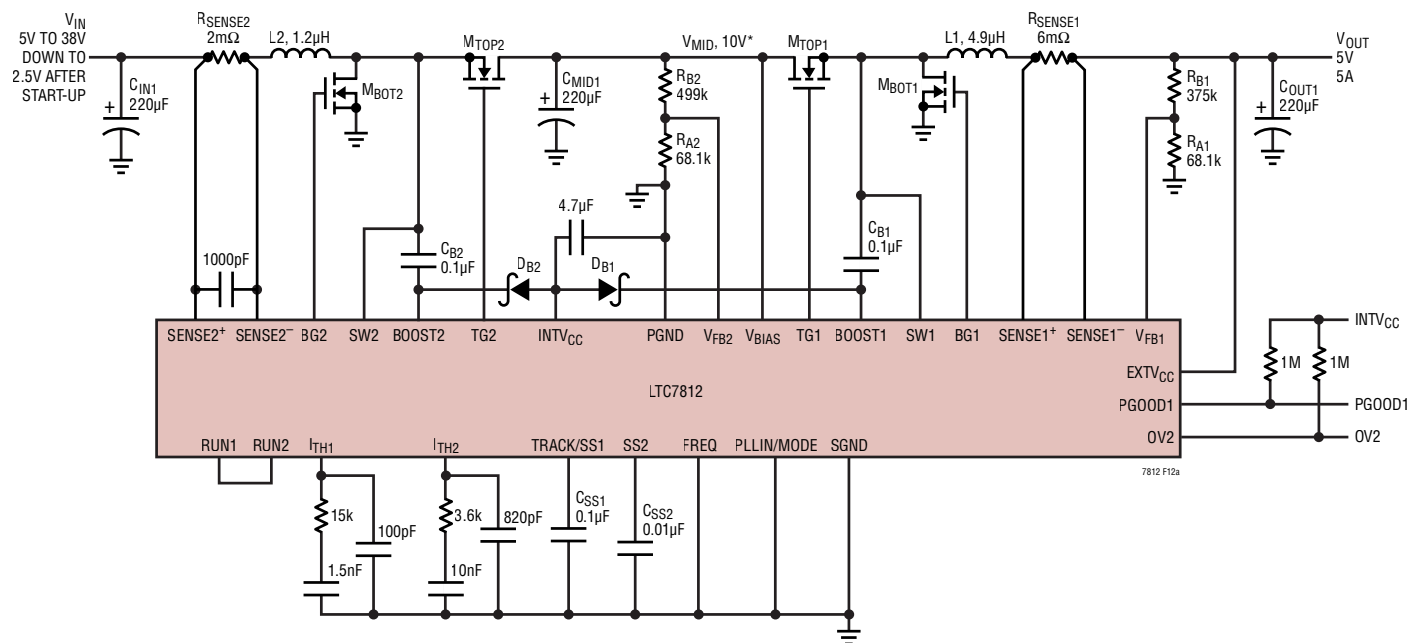 VIN
5V TO 38V
DOWN TO
2.5V AFTER
START-UP
CIN1
220µF
RSENSE2
2mΩ
L2, 1.2µH
MBOT2
MTOP2
CMID1
220µF
VMID, 10V*
RB2
499k
RA2
68.1k
MTOP1
MBOT1
L1, 4.9µH
RSENSE1
6mΩ
RB1
375k
RA1
68.1k
COUT1
220µF
VOUT
5V
5A
1000pF
CB2
0.1µF
DB2
4.7µF
DB1
CB1
0.1µF
SENSE2+ SENSE2– BG2 SW2 BOOST2 TG2 INTVCC PGND VFB2 VBIAS TG1 BOOST1 SW1 BG1 SENSE1+ SENSE1– VFB1
LTC7812
EXTVCC
PGOOD1
OV2
INTVCC
1M
1M
PGOOD1
OV2
RUN1 RUN2 ITH1 ITH2 TRACK/SS1 SS2 FREQ PLLIN/MODE SGND
7812 F12a
15k
100pF
1.5nF
3.6k
820pF
10nF
CSS1
0.1µF
CSS2
0.01µF